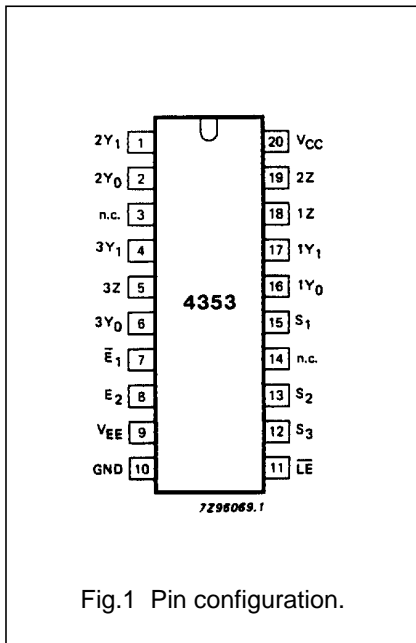 2Y1 1 20 VCC
2Y0 2 19 2Z
n.c. 3 18 1Z
3Y1 4 17 1Y1
3Z 5 16 1Y0
4353
3Y0 6 15 S1
E̅1 7 14 n.c.
E2 8 13 S2
VEE 9 12 S3
GND 10 11 L̅E̅
7Z96069.1
Fig.1 Pin configuration.